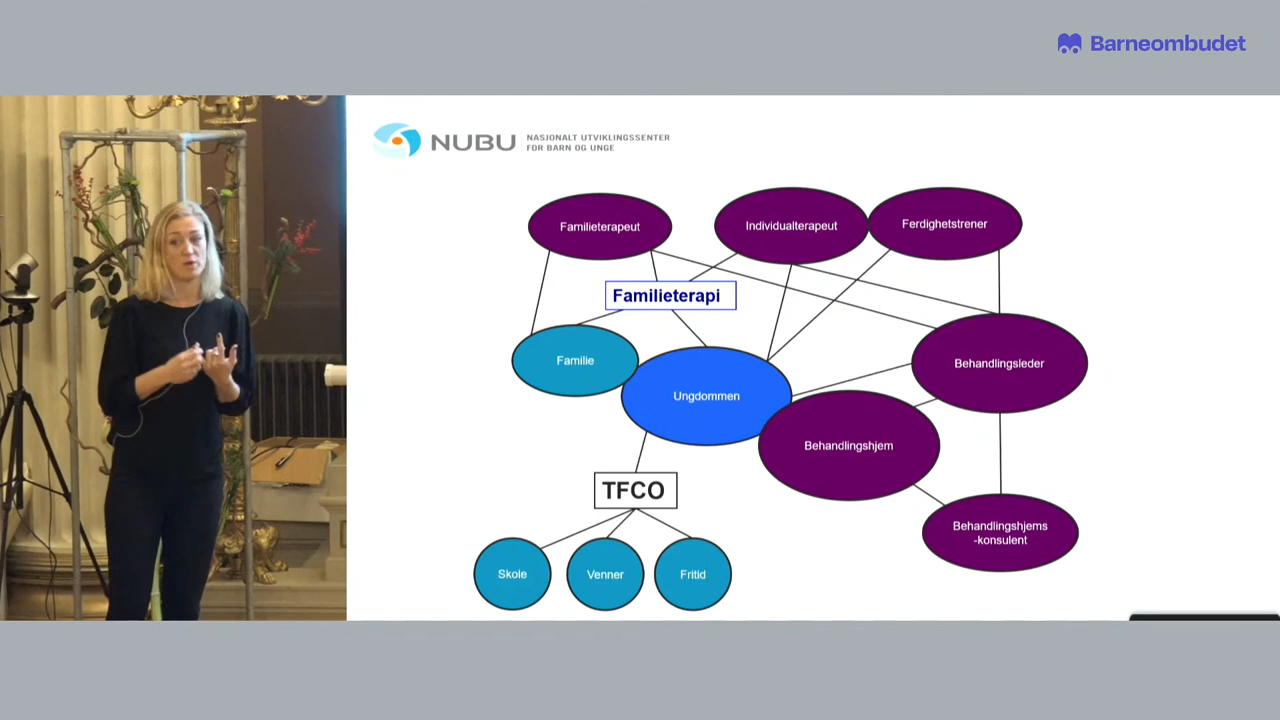 Barneombudet
NUBU
NASJONALT UTVIKLINGSSENTER
FOR BARN OG UNGE
Familieterapeut
Individualterapeut
Ferdighetstrener
Familieterapi
Familie
Ungdommen
Behandlingsleder
Behandlingshjem
TFCO
Behandlingshjems
-konsulent
Skole
Venner
Fritid